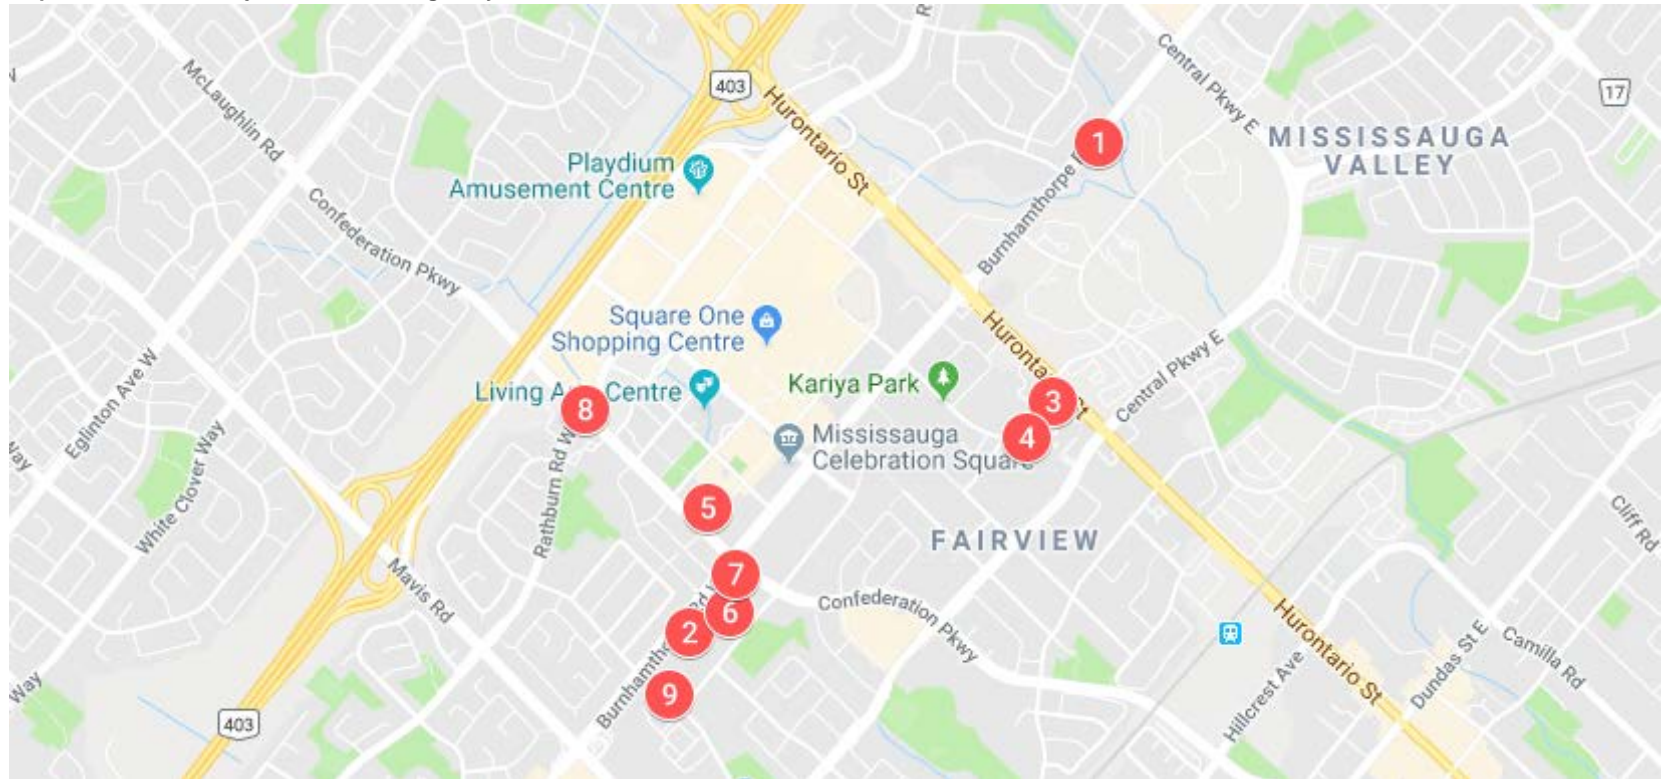 403
Hurontario St
Central Pkwy E
17
MISSISSAUGA
VALLEY
McLaughlin Rd
1
Playdium
Amusement Centre
Burnhamthorpe
Confederation Pkwy
Square One
Shopping Centre
Central Pkwy E
Kariya Park
Living Centre
8
3
St
4
Mississauga
Celebration Square
Eglinton Ave W
White Clover Way
Rathburn Rd W
5
FAIRVIEW
Cliff Rd
Way
Mavis Rd
7
6
2
Confederation Pkwy
9
Burnhamtho
Hurontario St
Dundas St E
Camilla Rd
Hillcrest Ave
Way
403